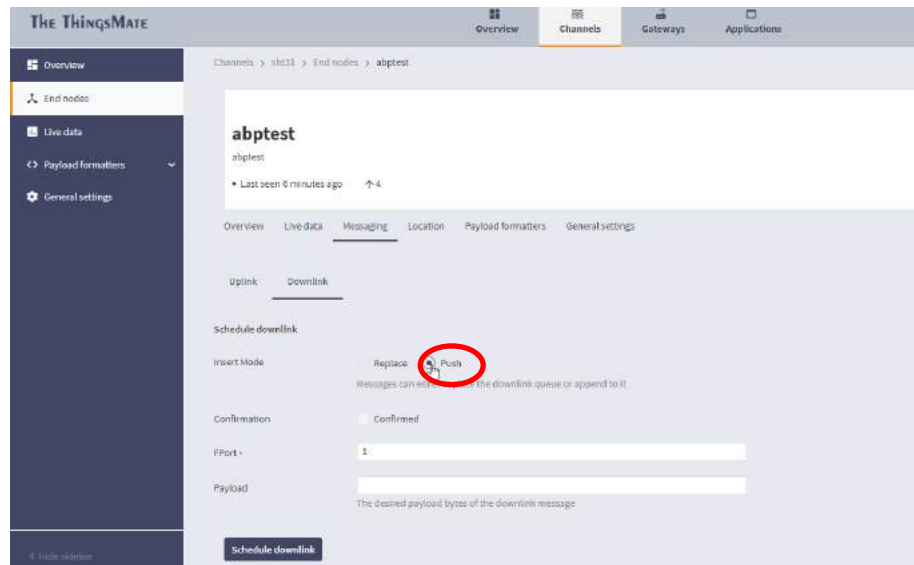 THE THINGSMATE
Overview
Channels
Gateways
Applications
Overview
End nodes
Live data
Payload formatters
General settings
Hide sidebar
Channels > sht31 > End nodes > abptest
abptest
abptest
• Last seen 6 minutes ago ↑ 4
Overview Live data Messaging Location Payload formatters General settings
Uplink Downlink
Schedule downlink
Insert Mode
Replace Push
Messages can the downlink queue or append to it
Confirmation
Confirmed
FPort
1
Payload
The desired payload bytes of the downlink message
Schedule downlink